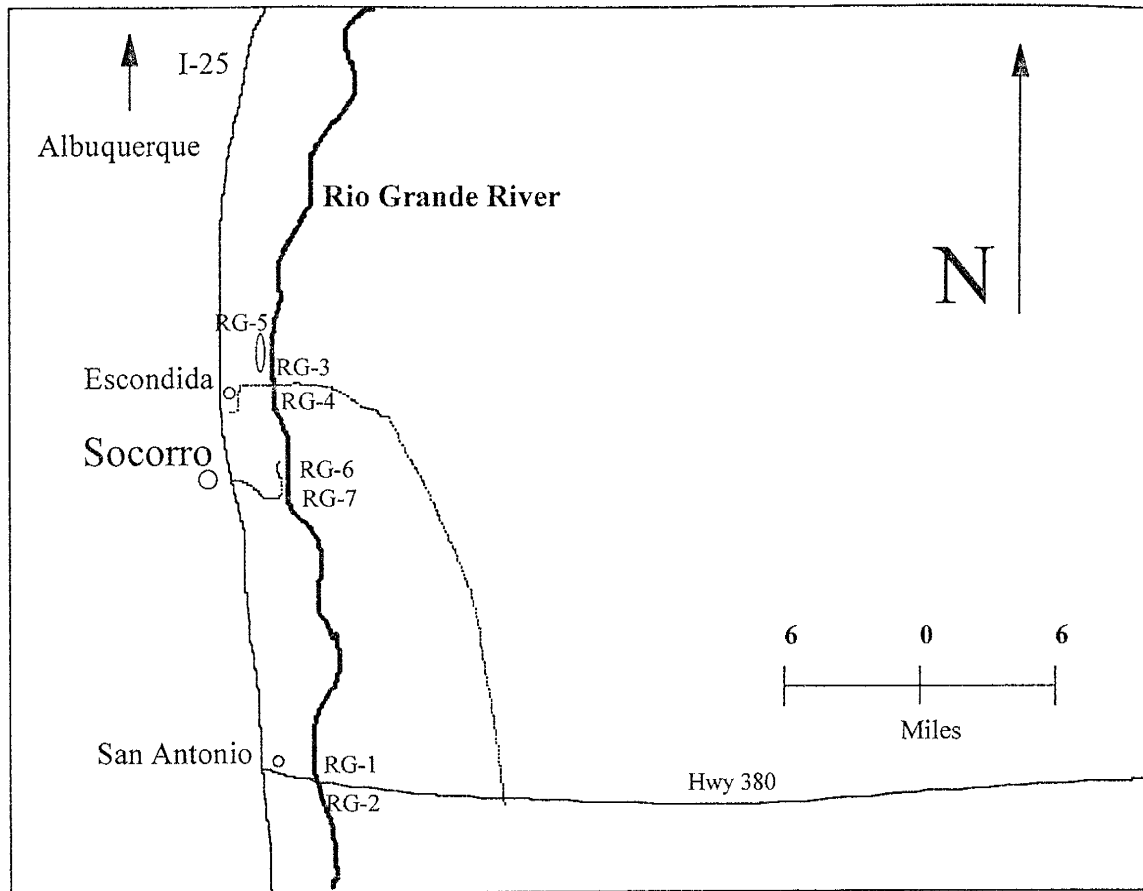 I-25
Albuquerque
Rio Grande River
N
RG-5
RG-3
Escondida
RG-4
Socorro
RG-6
RG-7
6 0 6
Miles
San Antonio
RG-1
Hwy 380
RG-2